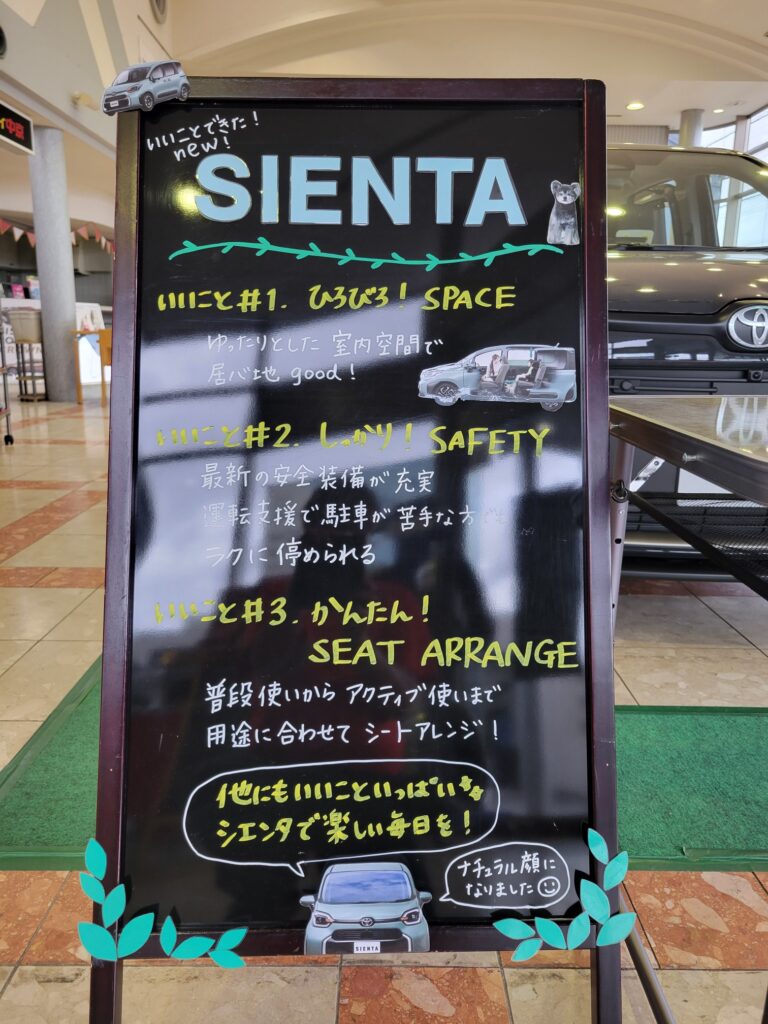 いいことできた!
new!
SIENTA
いいこと#1. ひろびろ! SPACE
ゆったりとした 室内空間で
居心地 good!
いいこと#2. しっかり! SAFETY
最新の安全装備が充実
運転支援で駐車が苦手な方でも
ラクに停められる
いいこと#3. かんたん!
SEAT ARRANGE
普段使いから アクティブ使いまで
用途に合わせて シートアレンジ!
他にもいいこといっぱい
シエンタで楽しい毎日を!
ナチュラル顔に
なりました
SIENTA